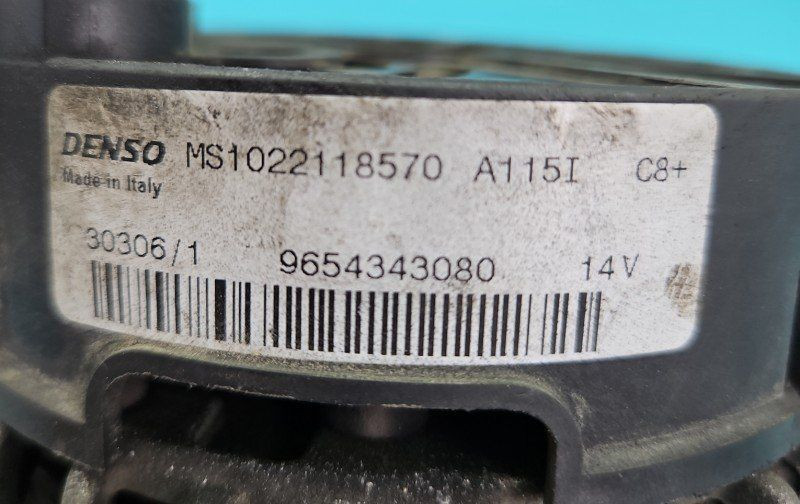 DENSO MS1022118570 A115I C8+
Made in Italy
30306/1 9654343080 14V